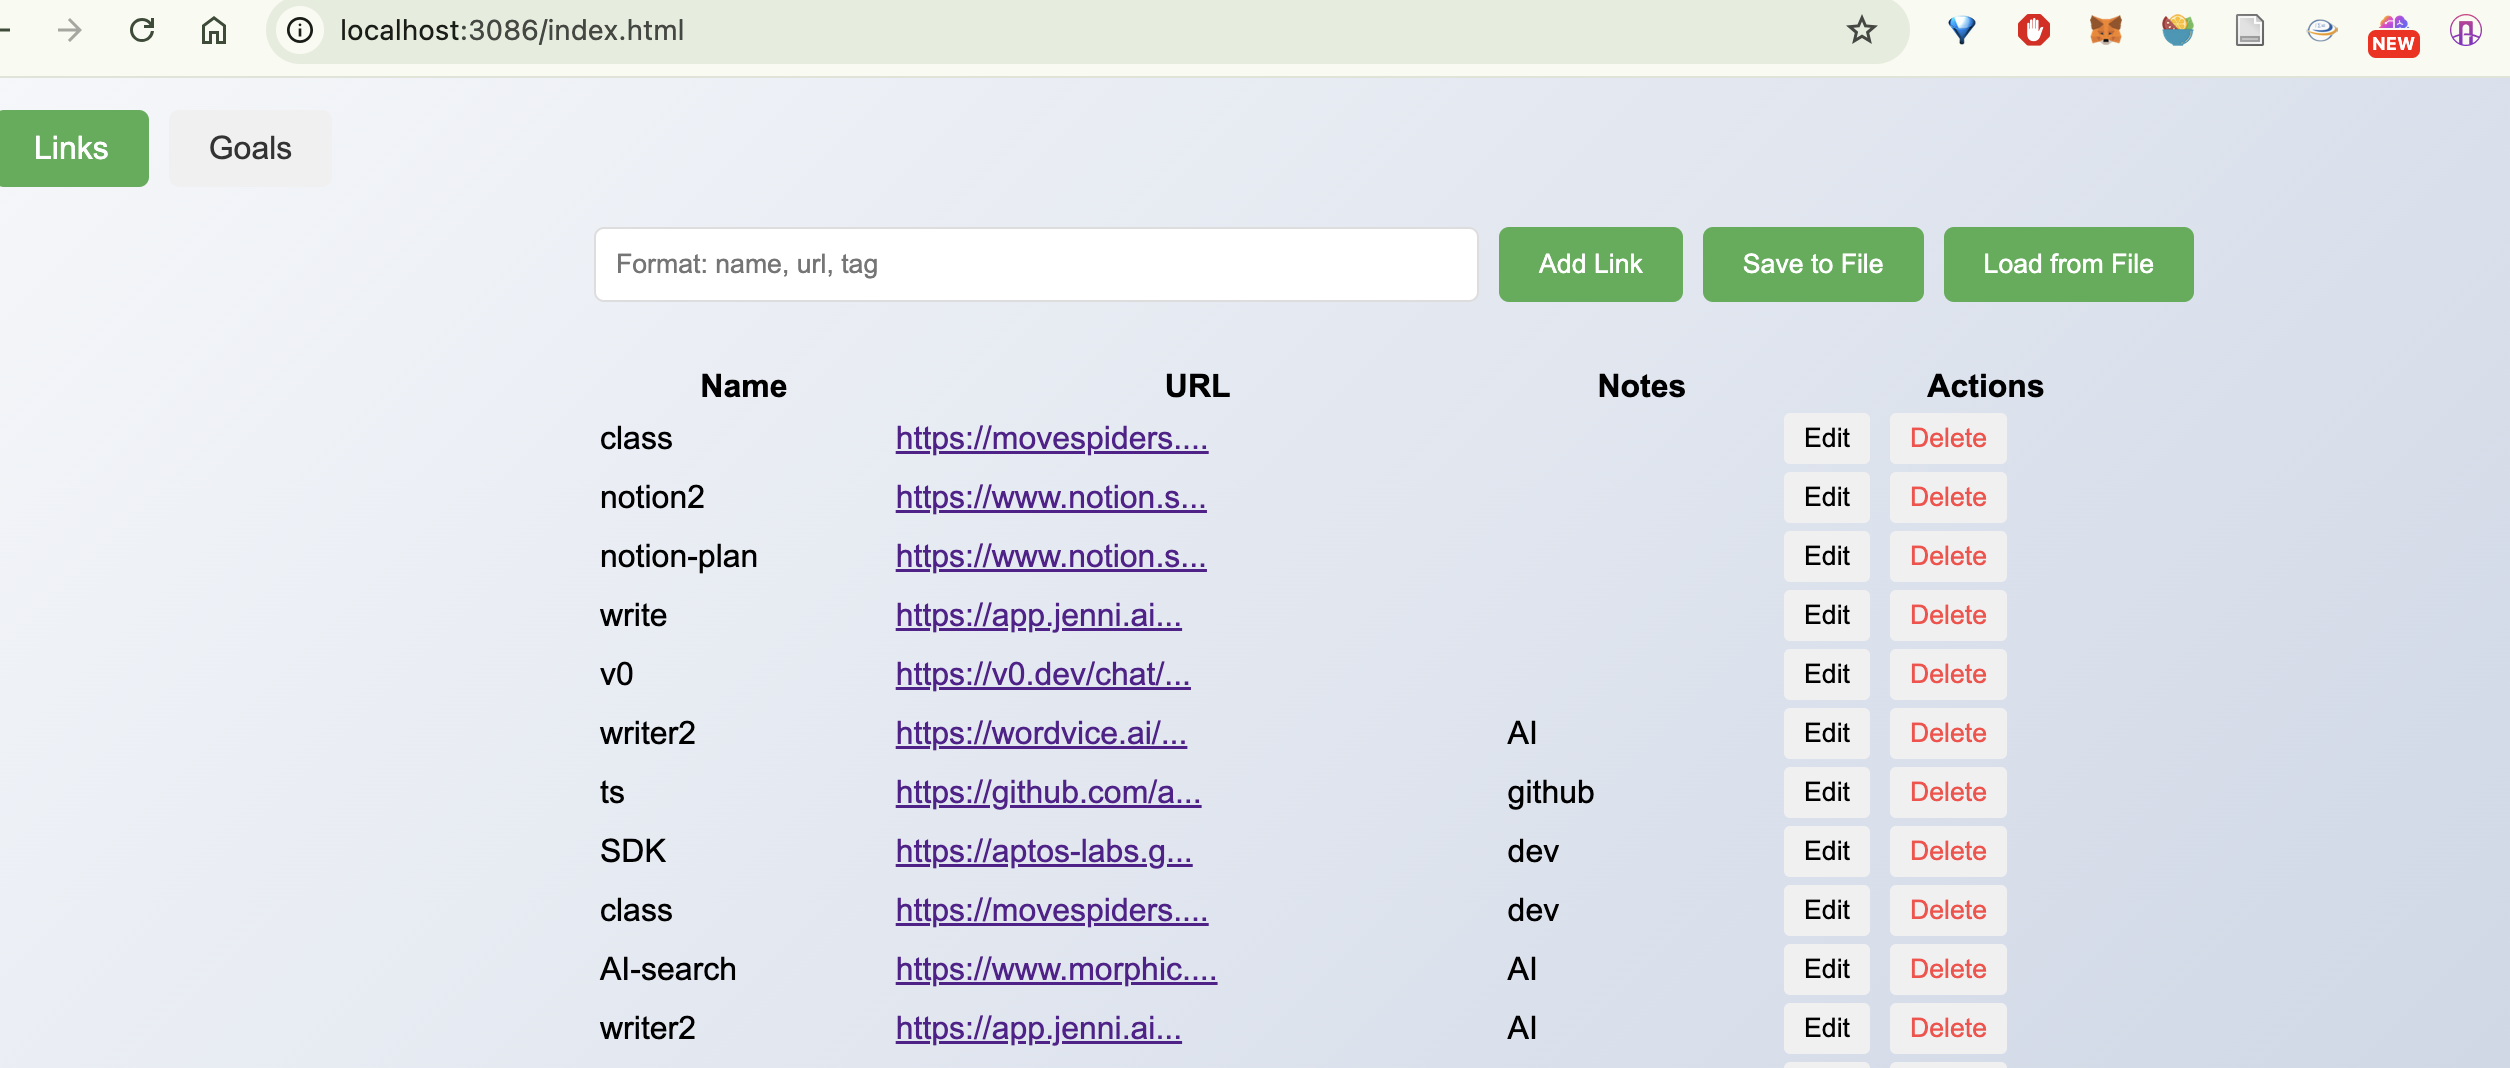 localhost:3086/index.html
NEW
Links Goals
Format: name, url, tag Add Link Save to File Load from File
Name URL Notes Actions
class https://movespiders.... Edit Delete
notion2 https://www.notion.s... Edit Delete
notion-plan https://www.notion.s... Edit Delete
write https://app.jenni.ai... Edit Delete
v0 https://v0.dev/chat/... Edit Delete
writer2 https://wordvice.ai/... AI Edit Delete
ts https://github.com/a... github Edit Delete
SDK https://aptos-labs.g... dev Edit Delete
class https://movespiders.... dev Edit Delete
AI-search https://www.morphic.... AI Edit Delete
writer2 https://app.jenni.ai... AI Edit Delete